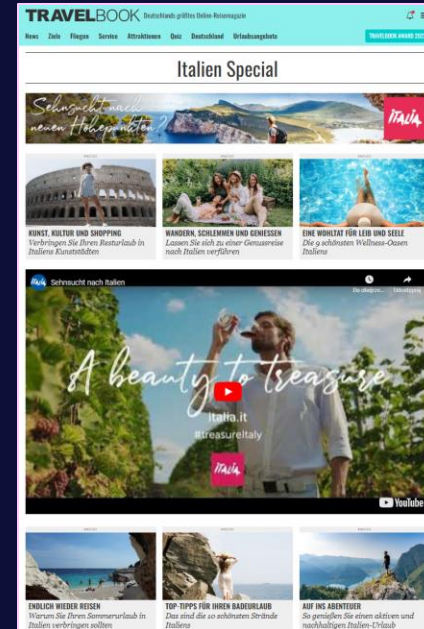 TRAVELBOOK Deutschlands größtes Online-Reisemagazin
News Ziele Fliegen Service Attraktionen Quiz Deutschland Urlaubsangebote
TRAVELBOOK AWARD
Italien Special
Sehnsucht nach
neuen Höhepunkten?
ITALIA
KUNST, KULTUR UND SHOPPING
Verbringen Sie Ihren Resturlaub in
Italiens Kunststädten
WANDERN, SCHLEMMEN UND GENIESSEN
Lassen Sie sich zu einer Genussreise
nach Italien verführen
EINE WOHLTAT FÜR LEIB UND SEELE
Die 9 schönsten Wellness-Oasen
Italiens
Sehnsucht nach Italien
A beauty to treasure
italia.it
#treasureitaly
ITALIA
YouTube
ENDLICH WIEDER REISEN
Warum Sie Ihren Sommerurlaub in
Italien verbringen sollten
TOP-TIPPS FÜR IHREN BADEURLAUB
Das sind die 10 schönsten Strände
Italiens
AUF INS ABENTEUER
So genießen Sie einen aktiven und
nachhaltigen Italien-Urlaub